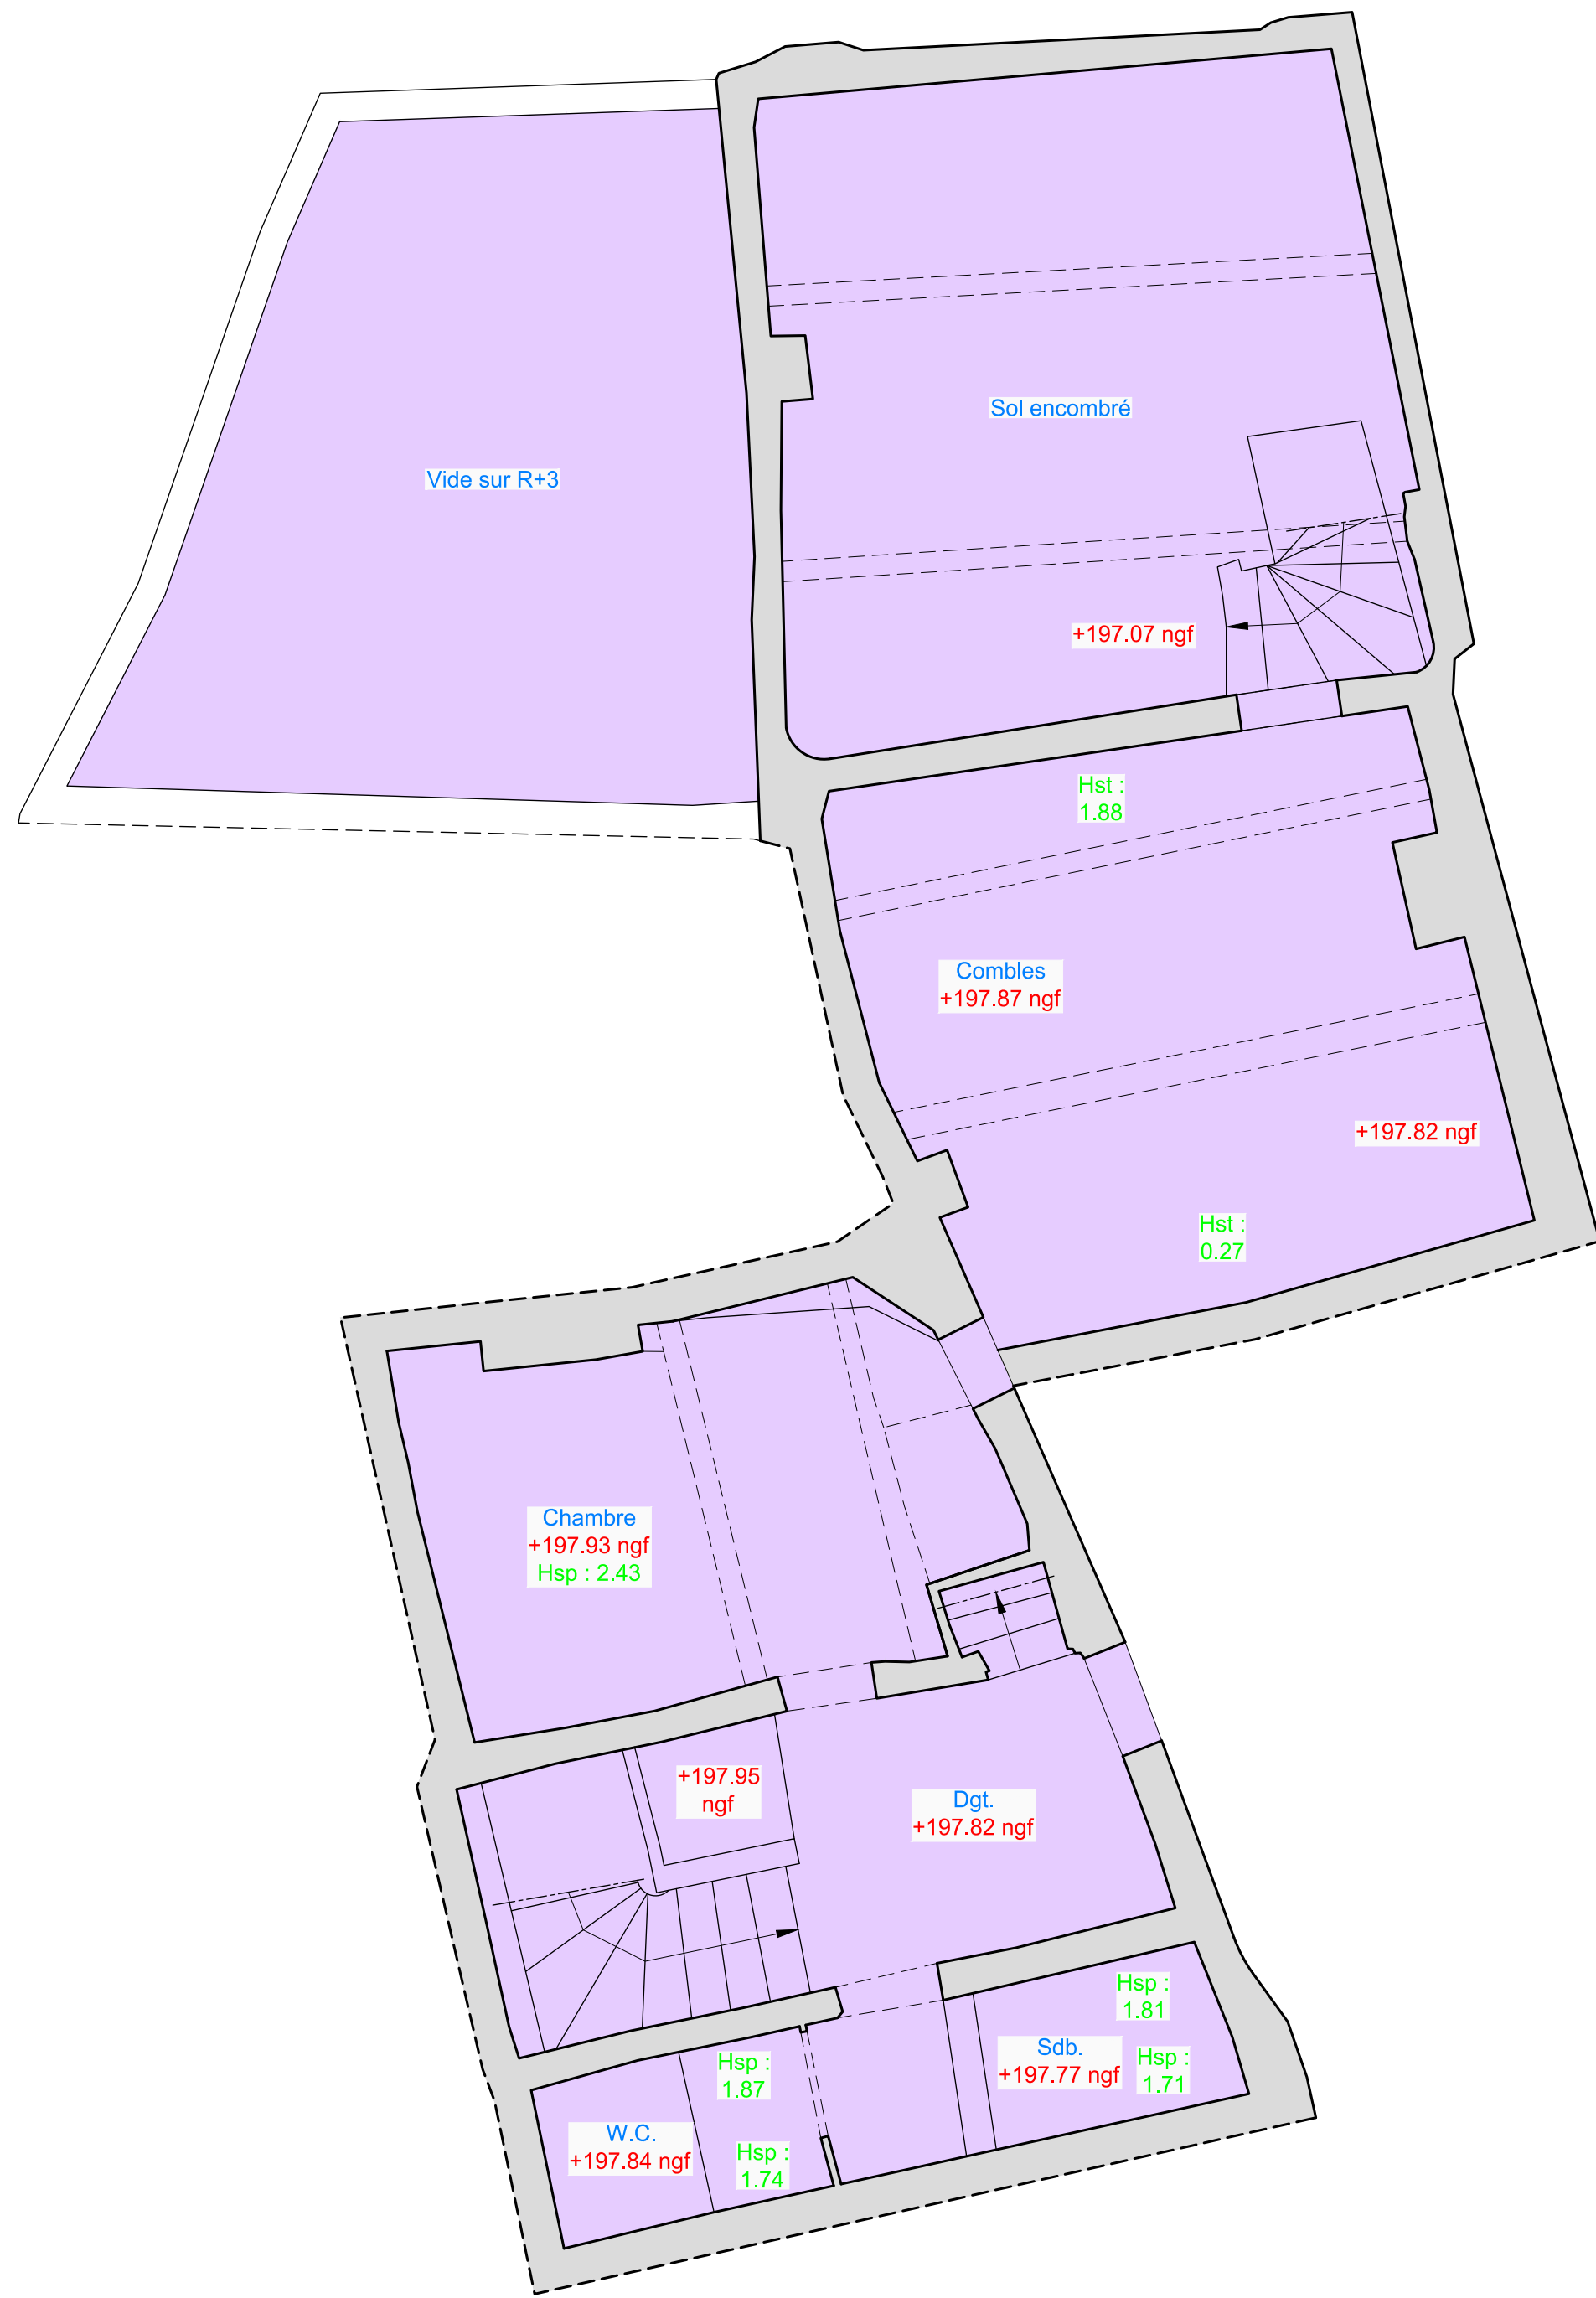 Sol encombré
Vide sur R+3
+197.07 ngf
Hst :
1.88
Combles
+197.87 ngf
+197.82 ngf
Hst :
0.27
Chambre
+197.93 ngf
Hsp : 2.43
+197.95
ngf
Dgt.
+197.82 ngf
Hsp :
1.81
Sdb.
+197.77 ngf
Hsp :
1.71
Hsp :
1.87
W.C.
+197.84 ngf
Hsp :
1.74